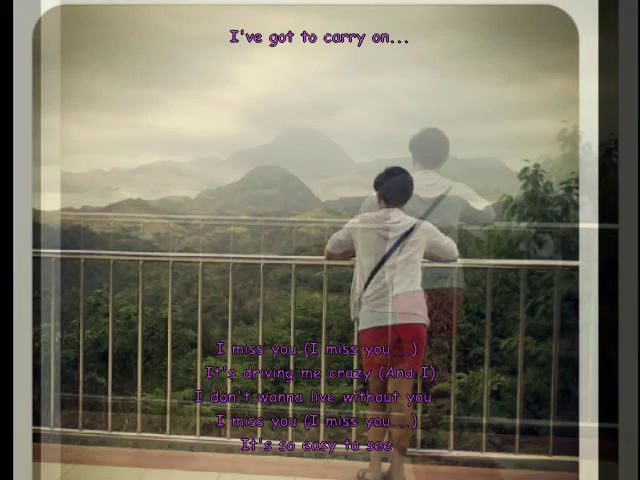 I've got to carry on...
I miss you (I miss you...)
It's driving me crazy (And I)
I don't wanna live without you
I miss you (I miss you...)
It's so easy to see